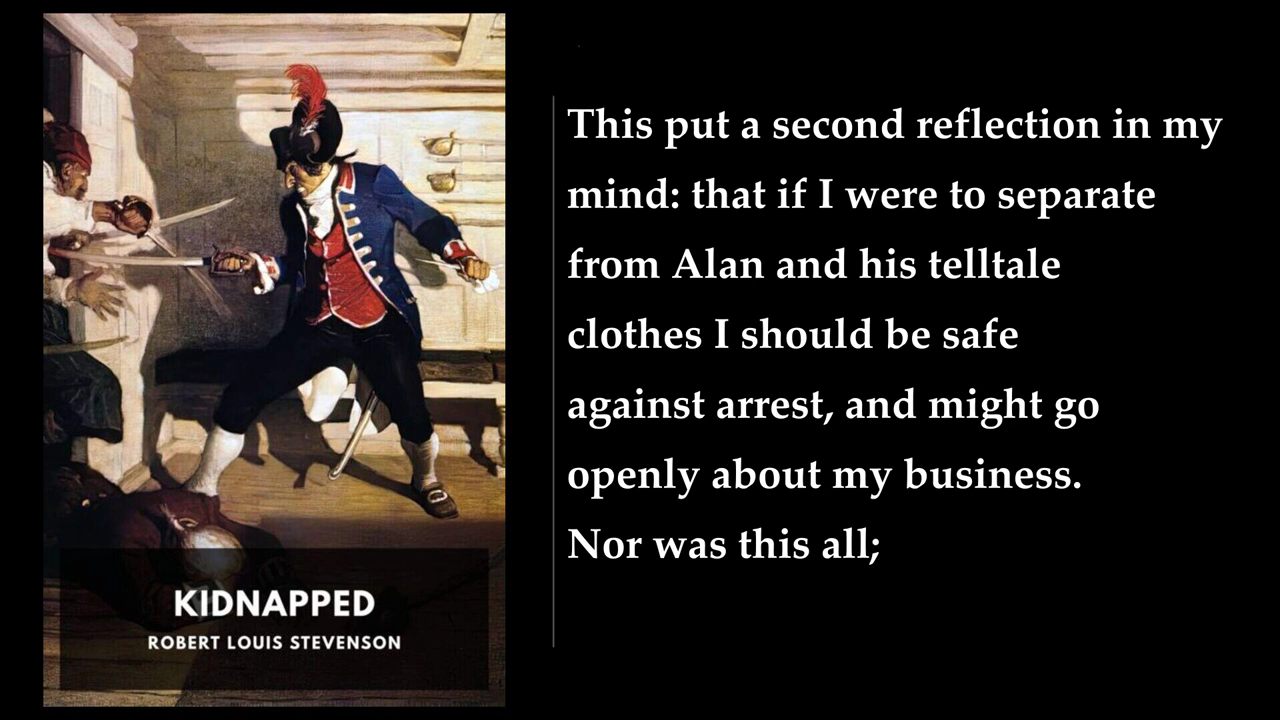 This put a second reflection in my
mind: that if I were to separate
from Alan and his telltale
clothes I should be safe
against arrest, and might go
openly about my business.
Nor was this all;
KIDNAPPED
ROBERT LOUIS STEVENSON